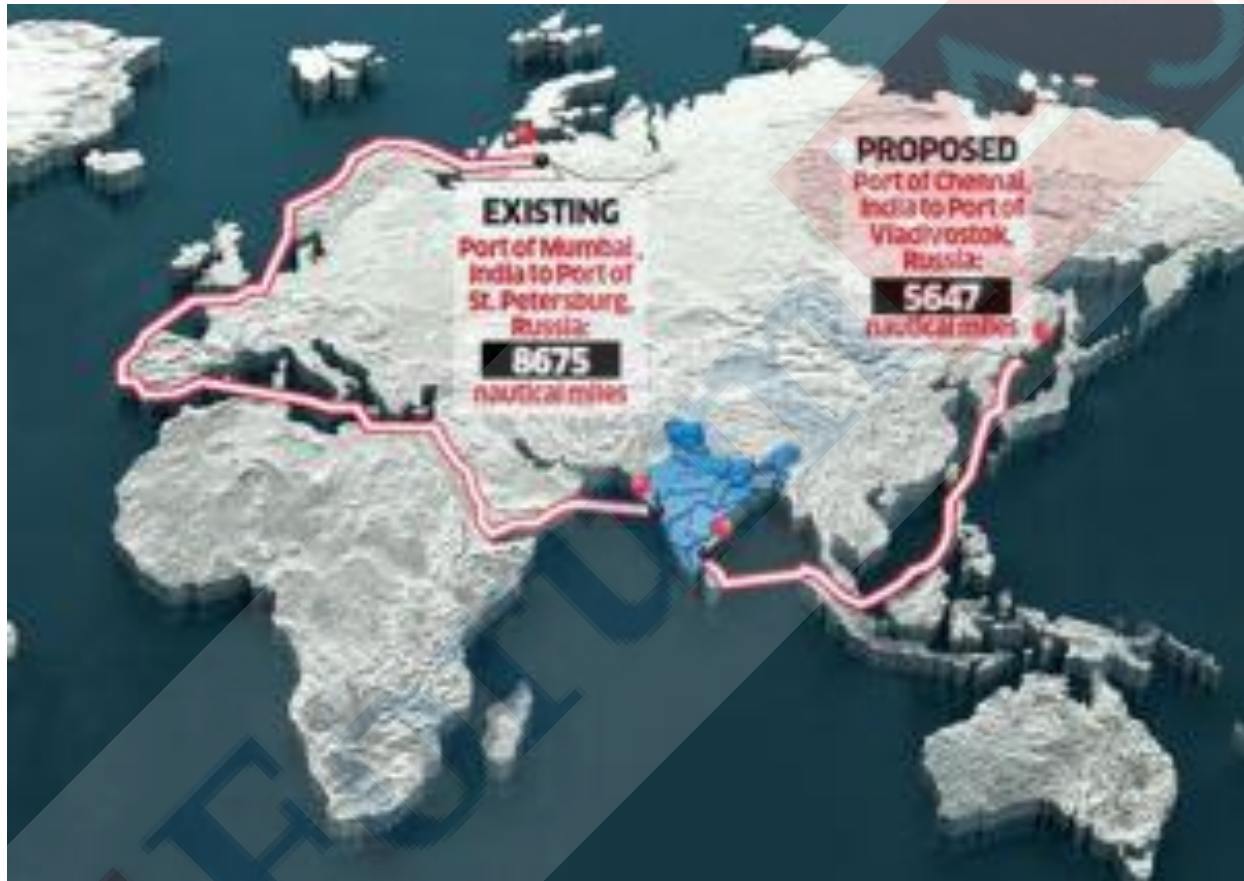 EXISTING
Port of Mumbai,
India to Port of
St. Petersburg,
Russia:
8675
nautical miles
PROPOSED
Port of Chennai,
India to Port of
Vladivostok,
Russia:
5647
nautical miles